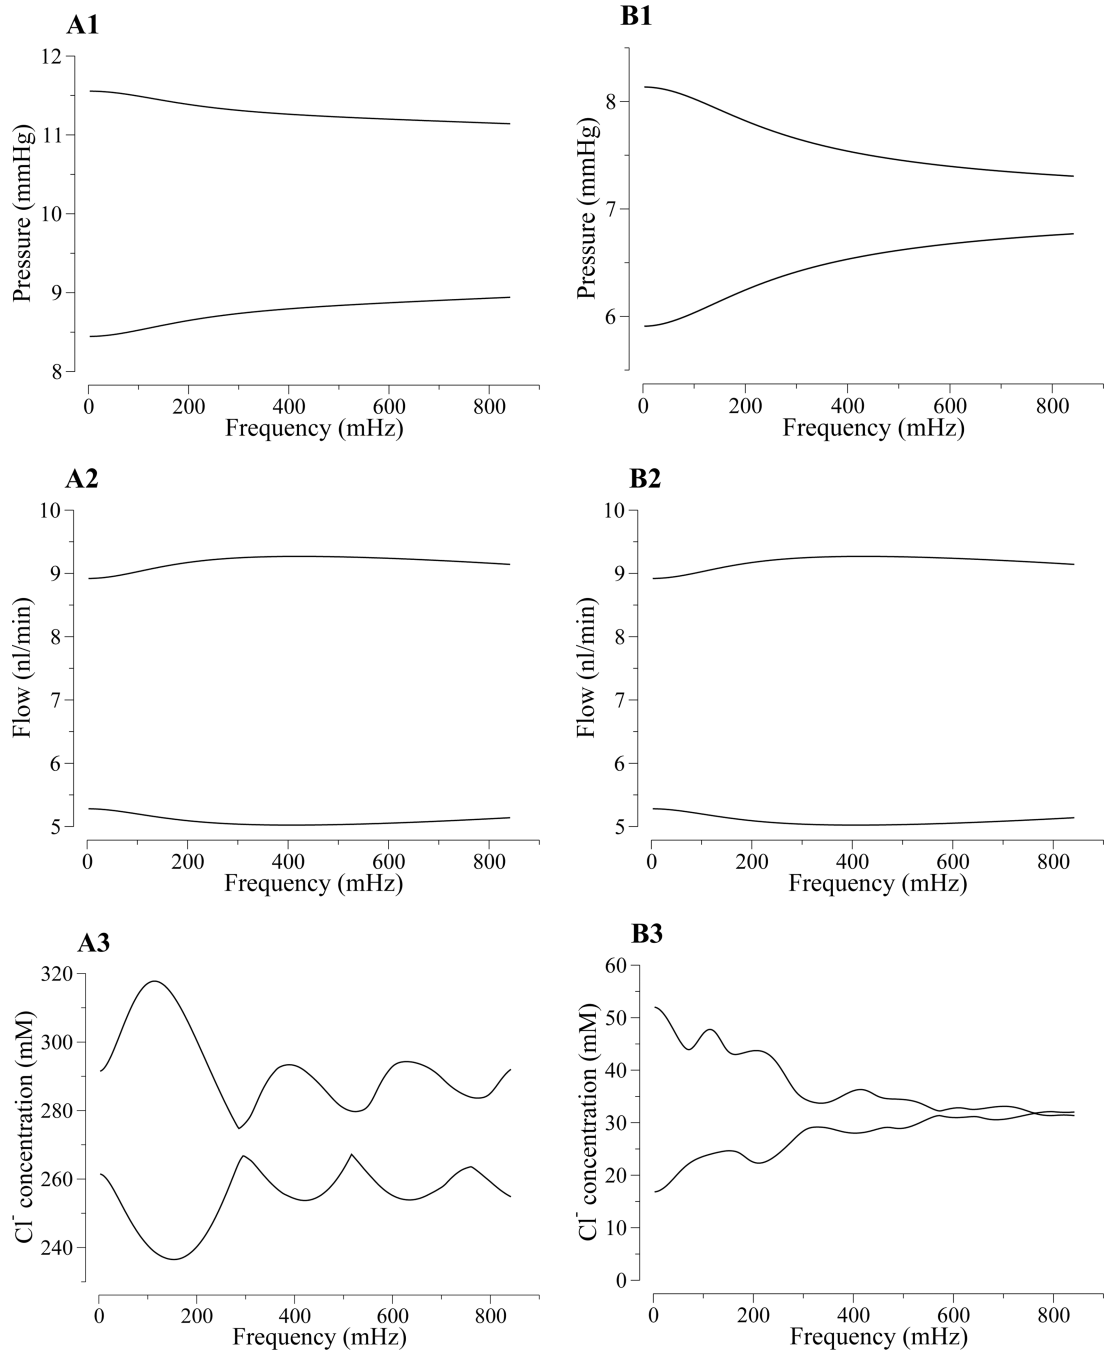 A1
12
11
10
9
8
Pressure (mmHg)
0 200 400 600 800
Frequency (mHz)
B1
8
7
6
Pressure (mmHg)
0 200 400 600 800
Frequency (mHz)
A2
10
9
8
7
6
5
Flow (nl/min)
0 200 400 600 800
Frequency (mHz)
B2
10
9
8
7
6
5
Flow (nl/min)
0 200 400 600 800
Frequency (mHz)
A3
320
300
280
260
240
Cl⁻ concentration (mM)
0 200 400 600 800
Frequency (mHz)
B3
60
50
40
30
20
10
0
Cl⁻ concentration (mM)
0 200 400 600 800
Frequency (mHz)